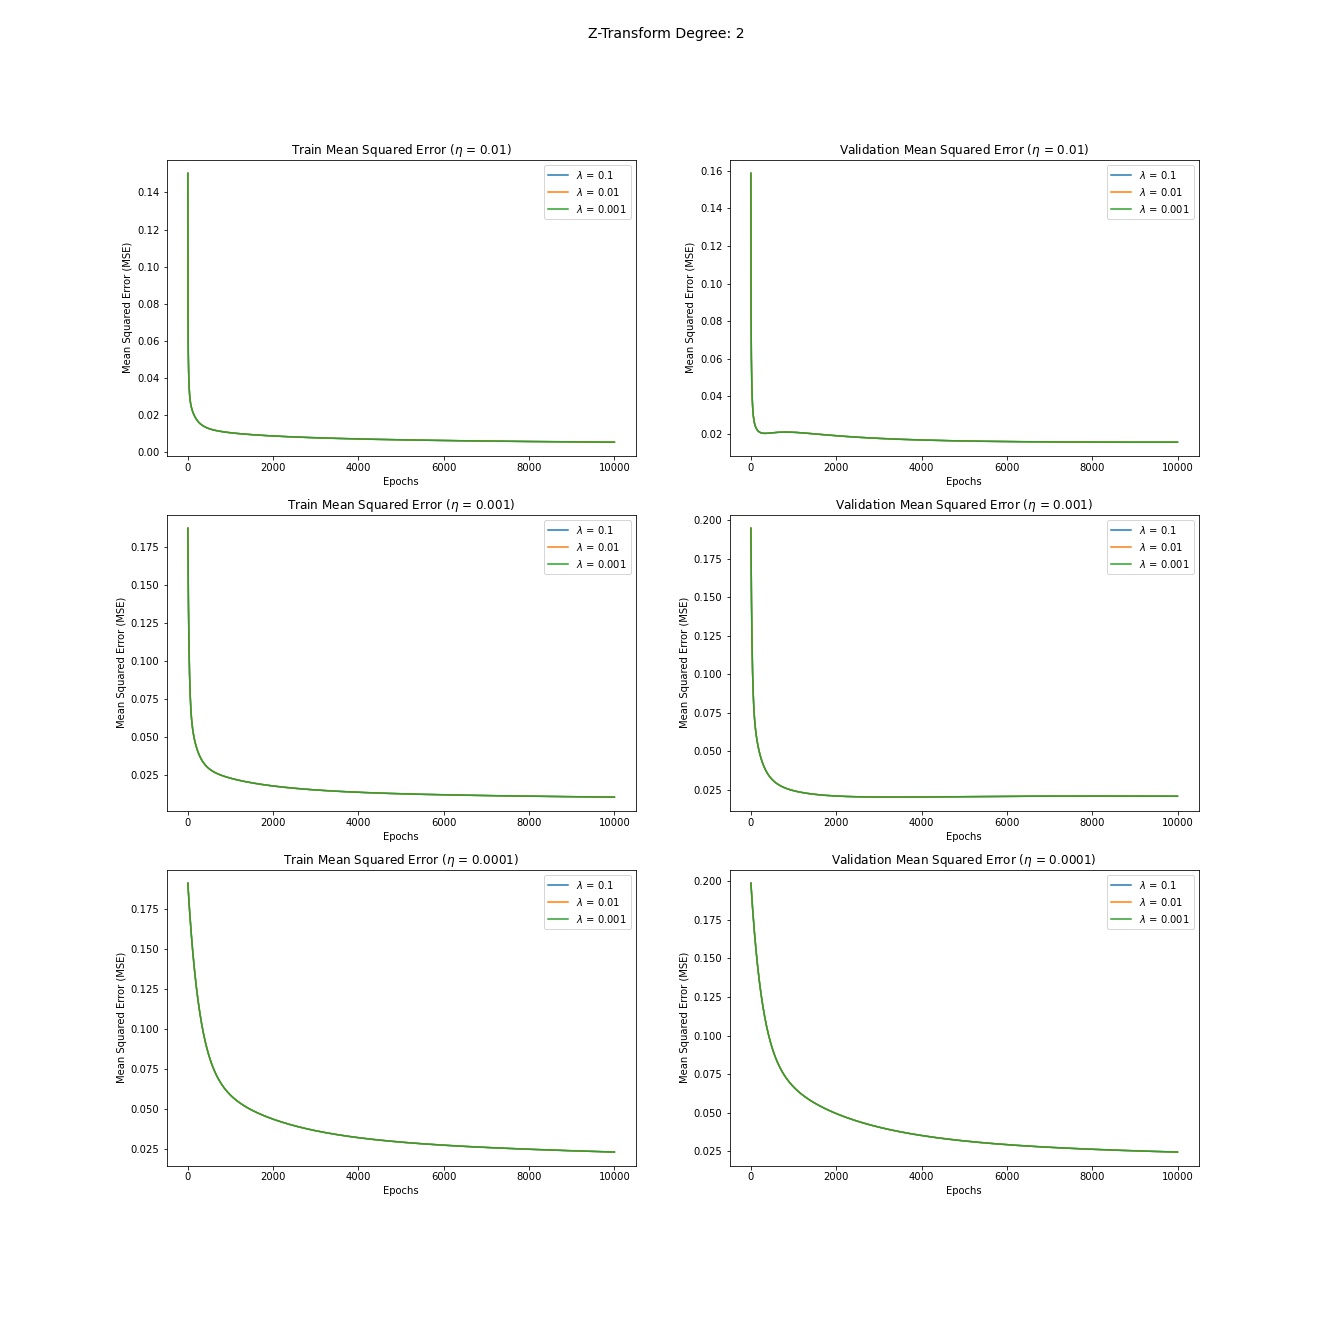 Z-Transform Degree: 2
Train Mean Squared Error (η = 0.01)
Mean Squared Error (MSE)
0.14
0.12
0.10
0.08
0.06
0.04
0.02
0.00
λ = 0.1
λ = 0.01
λ = 0.001
0 2000 4000 6000 8000 10000
Epochs
Validation Mean Squared Error (η = 0.01)
Mean Squared Error (MSE)
0.16
0.14
0.12
0.10
0.08
0.06
0.04
0.02
λ = 0.1
λ = 0.01
λ = 0.001
0 2000 4000 6000 8000 10000
Epochs
Train Mean Squared Error (η = 0.001)
Mean Squared Error (MSE)
0.175
0.150
0.125
0.100
0.075
0.050
0.025
λ = 0.1
λ = 0.01
λ = 0.001
0 2000 4000 6000 8000 10000
Epochs
Validation Mean Squared Error (η = 0.001)
Mean Squared Error (MSE)
0.200
0.175
0.150
0.125
0.100
0.075
0.050
0.025
λ = 0.1
λ = 0.01
λ = 0.001
0 2000 4000 6000 8000 10000
Epochs
Train Mean Squared Error (η = 0.0001)
Mean Squared Error (MSE)
0.175
0.150
0.125
0.100
0.075
0.050
0.025
λ = 0.1
λ = 0.01
λ = 0.001
0 2000 4000 6000 8000 10000
Epochs
Validation Mean Squared Error (η = 0.0001)
Mean Squared Error (MSE)
0.200
0.175
0.150
0.125
0.100
0.075
0.050
0.025
λ = 0.1
λ = 0.01
λ = 0.001
0 2000 4000 6000 8000 10000
Epochs